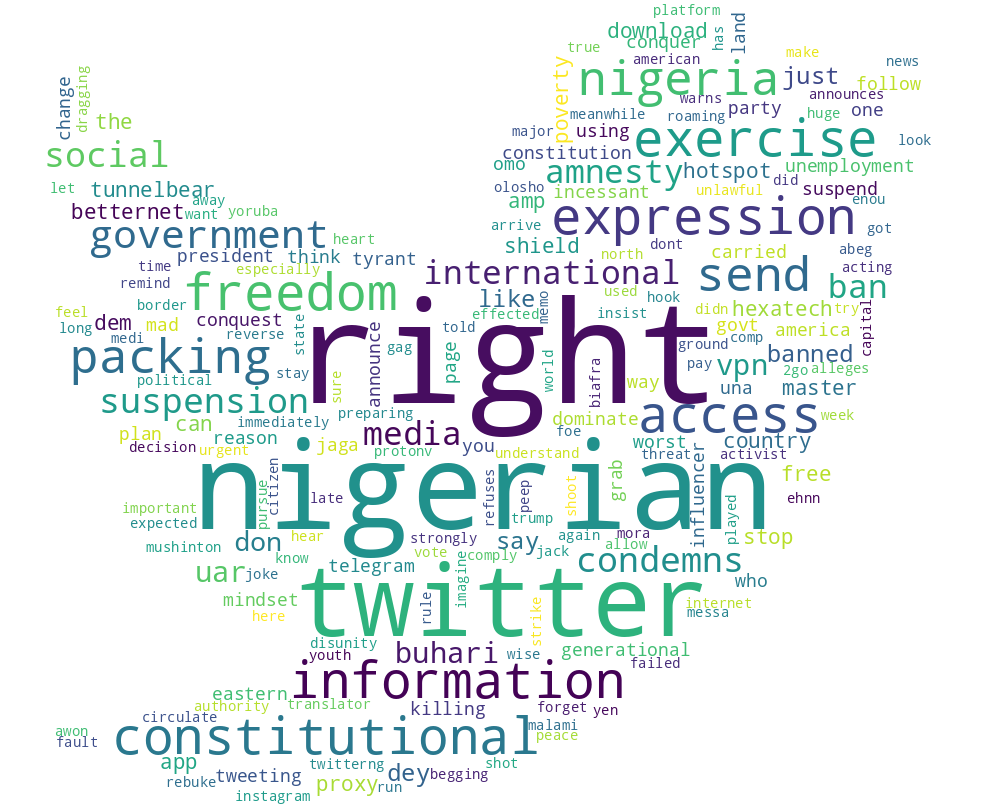 platform
download
has
land
conquer
true
american
nigeria
just
make
news
change
dragging
poverty
follow
warns
announces
meanwhile
roaming
party
one
huge
the
major
using
exercise
look
social
constitution
omo
amnesty
hotspot
unemployment
let
tunnelbear
olosho
incessant
unlawful
did
suspend
away
betternet
want
yoruba
amp
expression
enou
government
heart
arrive
got
president
think
tyrant
shield
dont
carried
abeg
time
especially
international
north
send
acting
remind
freedom
border
like
memo
used
hook
ban
feel
conquest
state
effected
insist
didn
hexatech
try
long
dem
mad
reverse
right
told
govt
america
capital
medi
packing
stay
announce
gag
page
world
ground
comp
vpn
banned
political
sure
biafra
way
pay
una
2go
alleges
master
suspension
preparing
dominate
access
week
can
immediately
foe
plan
reason
jaga
media
you
worst
country
decision
urgent
citizen
protonv
understand
threat
activist
nigerian
influencer
grab
free
important
pursue
late
refuses
peep
shoot
played
ehnn
expected
hear
strongly
trump
again
mora
stop
mushinton
don
know
vote
comply
say
jack
allow
condemns
uar
joke
telegram
imagine
who
mindset
twitter
internet
here
rule
strike
messa
disunity
youth
buhari
wise
generational
failed
eastern
information
authority
translator
killing
forget
yen
circulate
malami
awon
constitutional
peace
fault
app
twitterng
shot
rebuke
tweeting
proxy
run
dey
begging
instagram